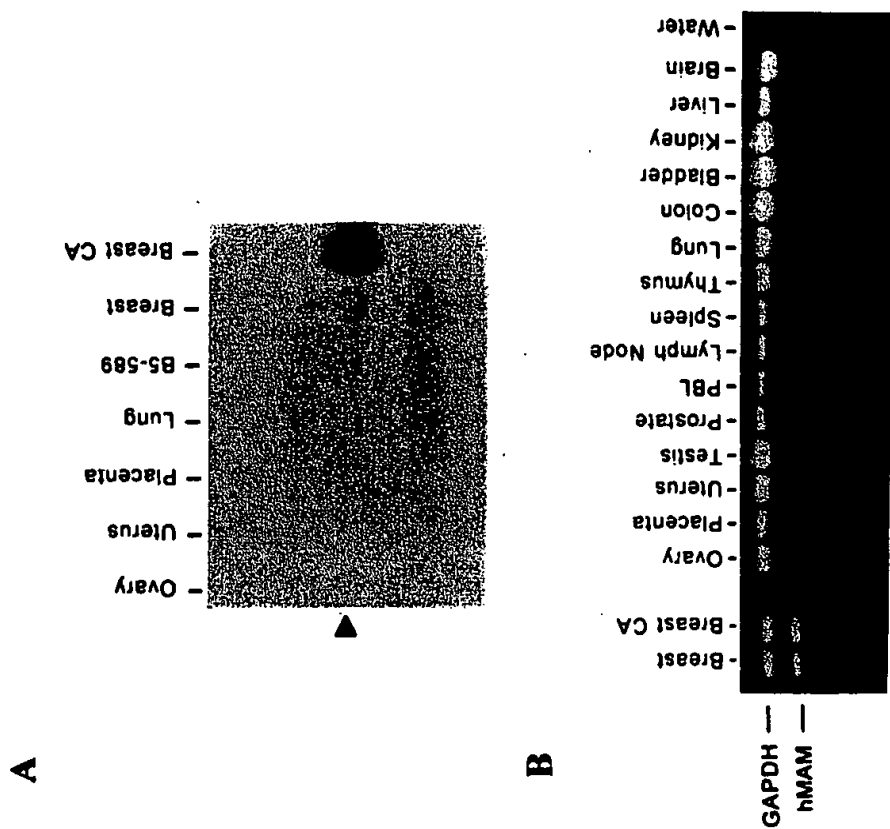 A
Breast CA
Breast
B5-589
Lung
Placenta
Uterus
Ovary
B
Water
Brain
Liver
Kidney
Bladder
Colon
Lung
Thymus
Spleen
Lymph Node
PBL
Prostate
Testis
Uterus
Placenta
Ovary
Breast CA
Breast
GAPDH
hMAM